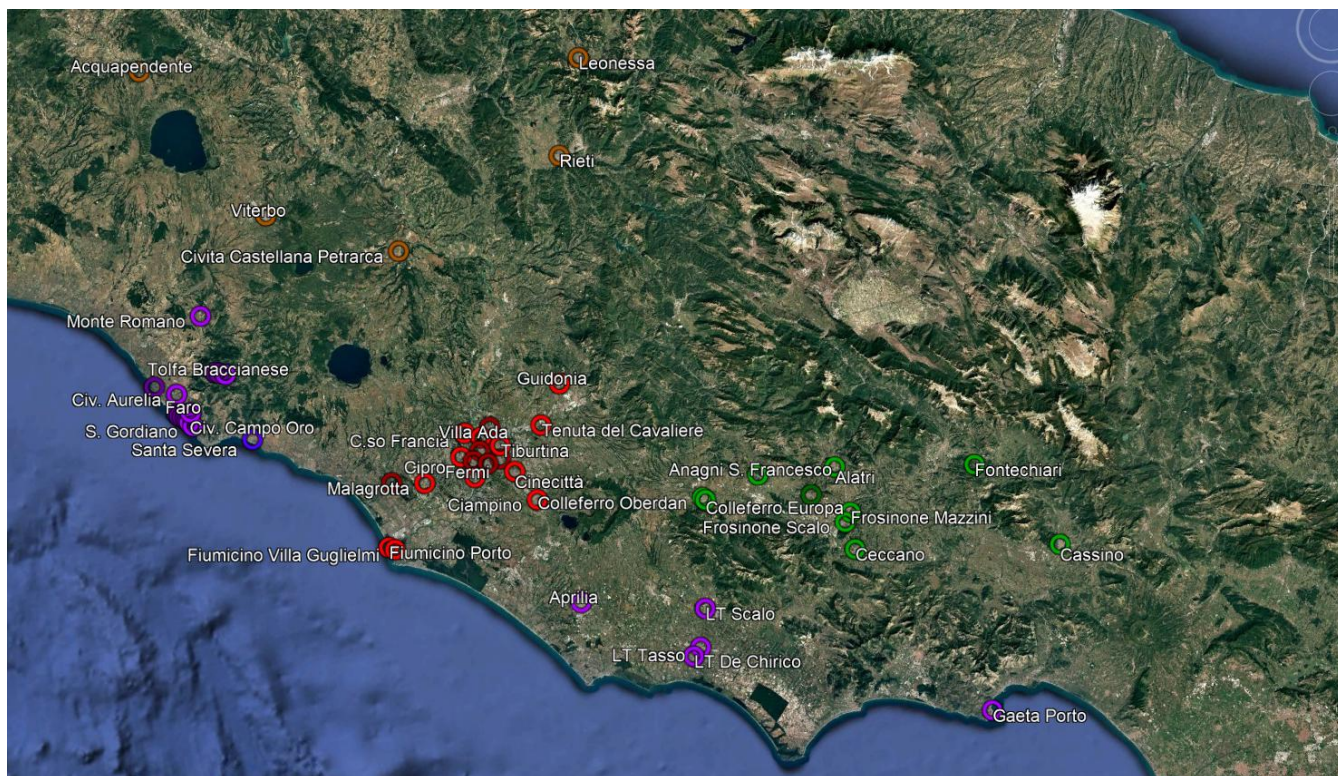 Acquapendente
Leonessa
Rieti
Viterbo
Civita Castellana Petrarca
Monte Romano
Tolfa Braccianese
Civ. Aurelia
Faro
S. Gordiano
Civ. Campo Oro
Santa Severa
Guidonia
Villa Ada
C.so Francia
Tenuta del Cavaliere
Tiburtina
Cipro
Fermi
Cinecittà
Malagrotta
Ciampino
Colleferro Oberdan
Anagni S. Francesco
Alatri
Fontechiari
Colleferro Europa
Frosinone Mazzini
Frosinone Scalo
Ceccano
Cassino
Fiumicino Villa Guglielmi
Fiumicino Porto
Aprilia
LT Scalo
LT Tasso
LT De Chirico
Gaeta Porto